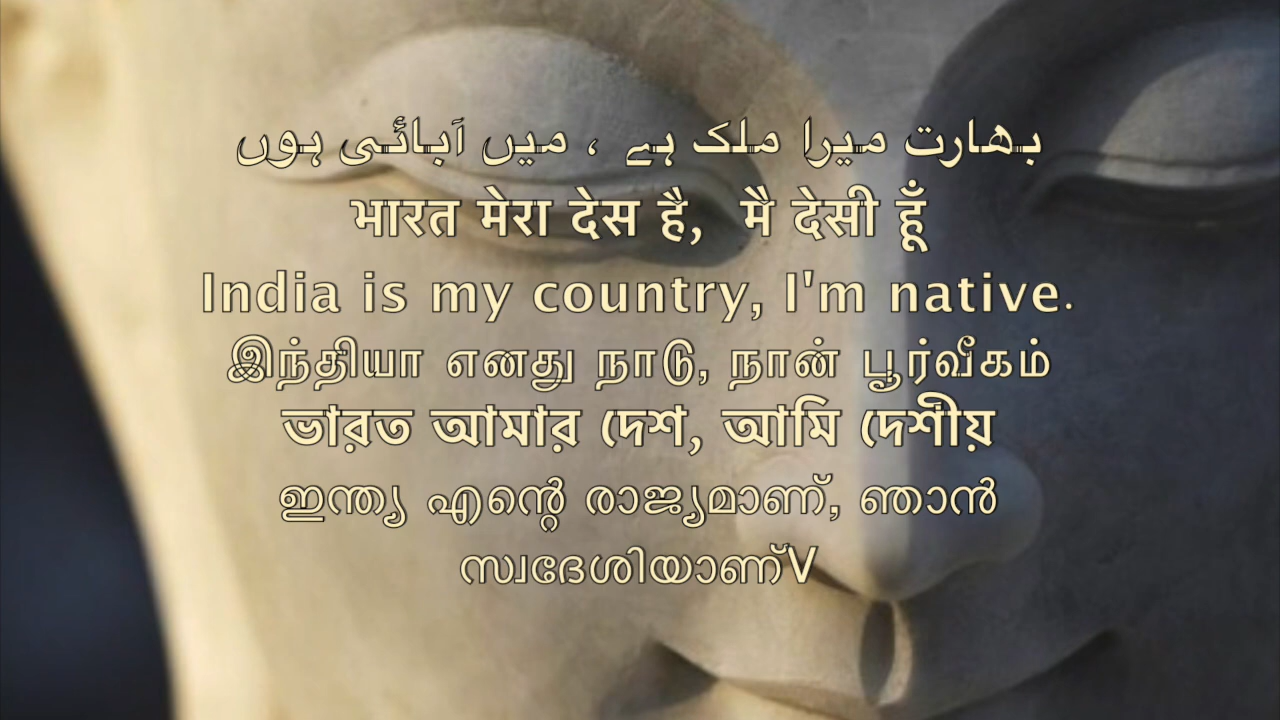 بھارت میرا ملک ہے ، میں آبائی ہوں
भारत मेरा देस है, मै देसी हूँ
India is my country, I'm native.
இந்தியா எனது நாடு, நான் பூர்வீகம்
ভারত আমার দেশ, আমি দেশীয়
ഇന്ത്യ എന്റെ രാജ്യമാണ്, ഞാൻ
സ്വദേശിയാണ്V